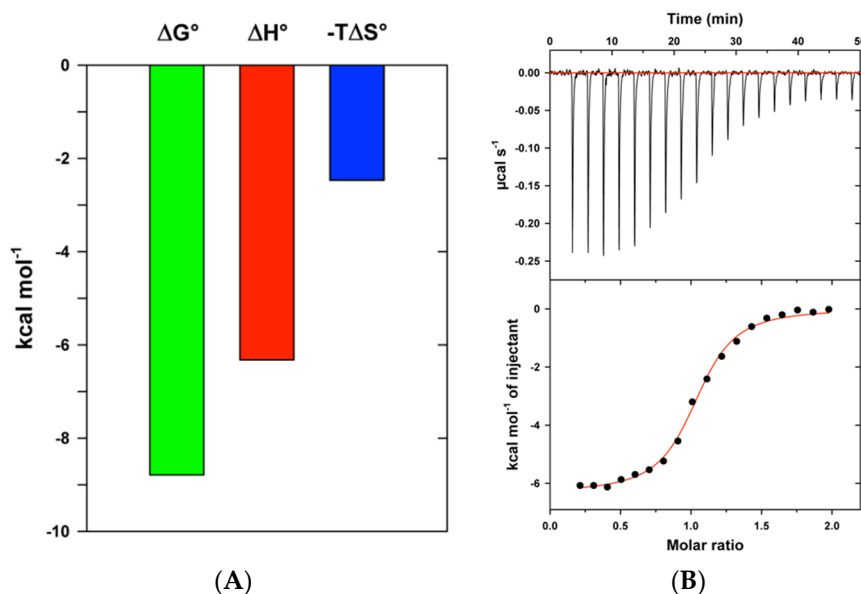 ΔG° ΔH° -TΔS°
0
-2
-4
-6
-8
-10
kcal mol⁻¹
(A)
Time (min)
0 10 20 30 40 50
0.00
-0.05
-0.10
-0.15
-0.20
-0.25
µcal s⁻¹
0
-2
-4
-6
kcal mol⁻¹ of injectant
0.0 0.5 1.0 1.5 2.0
Molar ratio
(B)